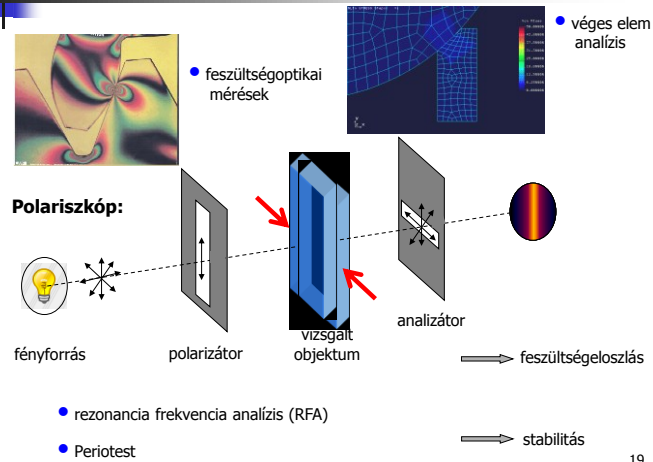 • véges elem
analízis
• feszültségoptikai
mérések
Polariszkóp:
fényforrás
polarizátor
vizsgált
objektum
analizátor
feszültségeloszlás
• rezonancia frekvencia analízis (RFA)
• Periotest
stabilitás
19